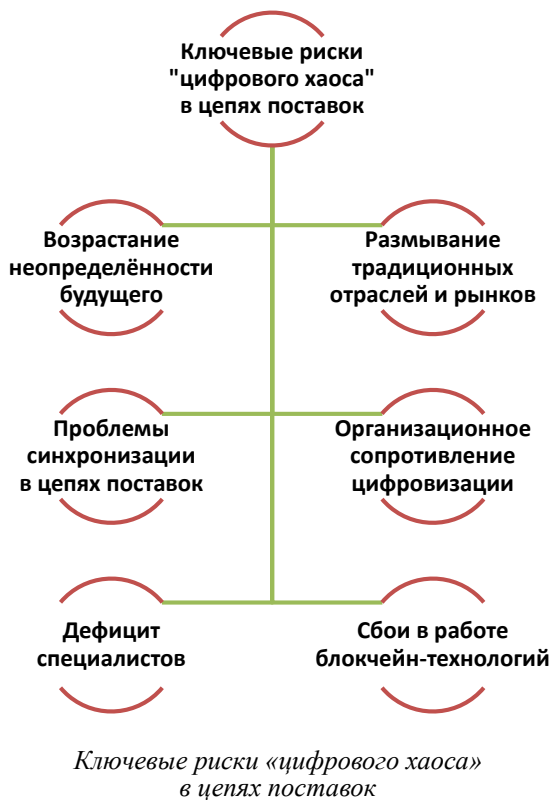 Ключевые риски
"цифрового хаоса"
в цепях поставок
Возрастание
неопределённости
будущего
Размывание
традиционных
отраслей и рынков
Проблемы
синхронизации
в цепях поставок
Организационное
сопротивление
цифровизации
Дефицит
специалистов
Сбои в работе
блокчейн-технологий
Ключевые риски «цифрового хаоса»
в цепях поставок